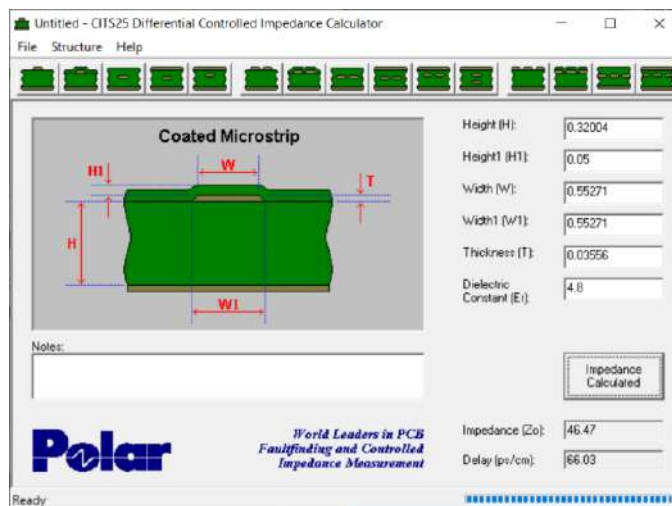 Untitled - CITS25 Differential Controlled Impedance Calculator
File Structure Help
Coated Microstrip
H1
W
T
H
W1
Height (H): 0.32004
Height1 (H1): 0.05
Width (W): 0.55271
Width1 (W1): 0.55271
Thickness (T): 0.03556
Dielectric
Constant (Er): 4.8
Notes:
Impedance
Calculated
Polar
World Leaders in PCB
Faultfinding and Controlled
Impedance Measurement
Impedance (Zo): 46.47
Delay (ps/cm): 66.03
Ready